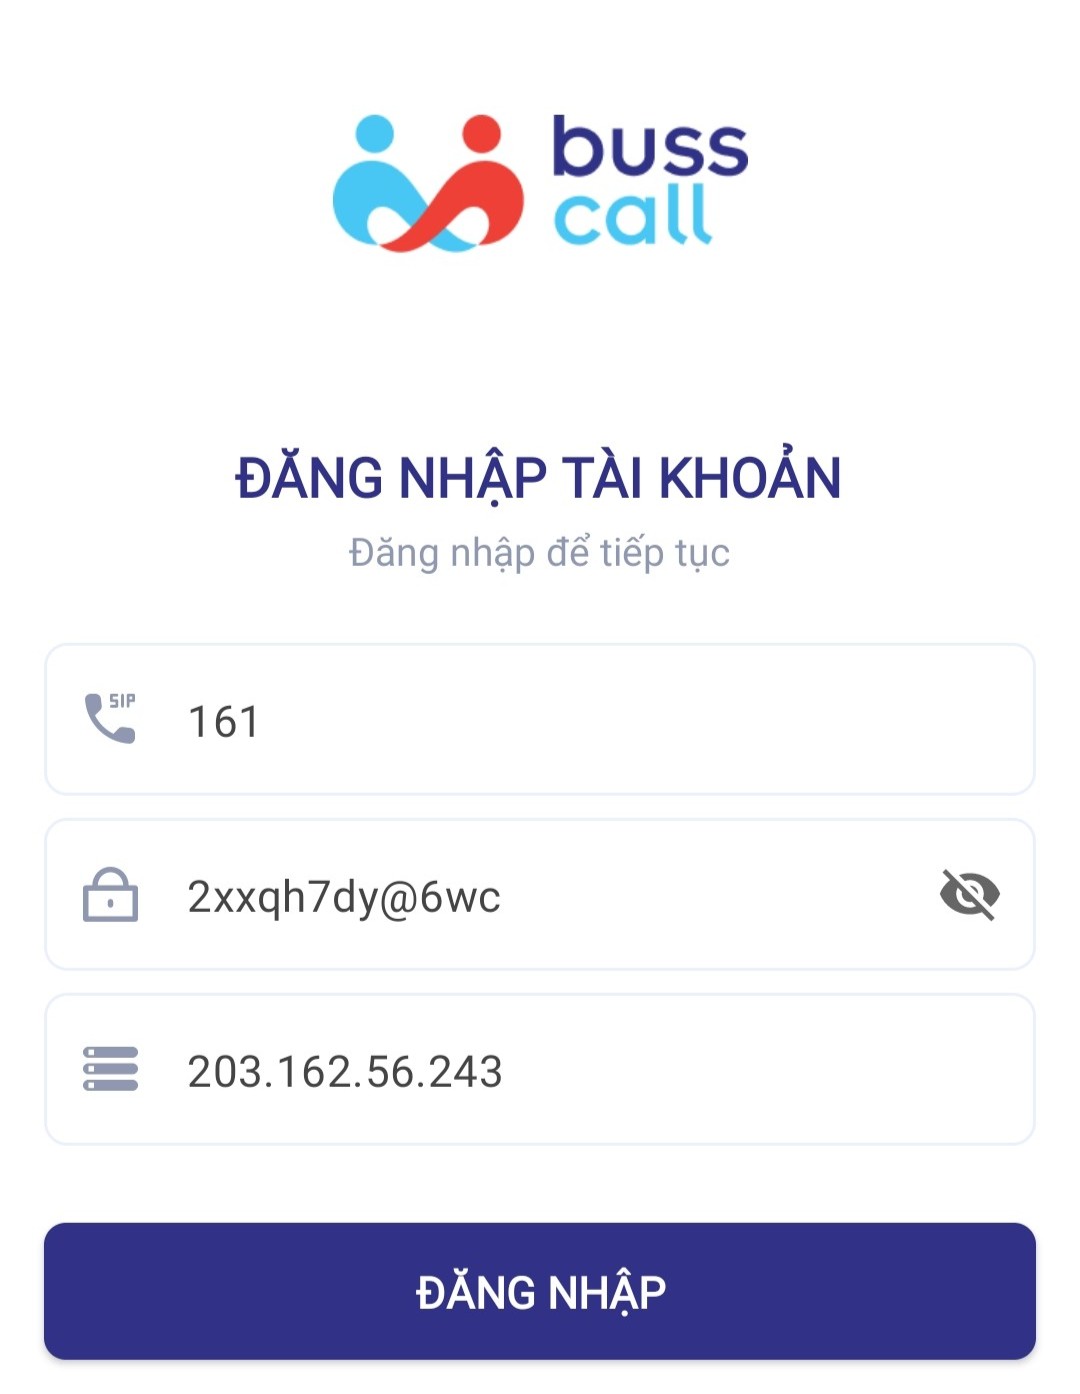 buss
call
ĐĂNG NHẬP TÀI KHOẢN
Đăng nhập để tiếp tục
SIP
161
2xxqh7dy@6wc
203.162.56.243
ĐĂNG NHẬP